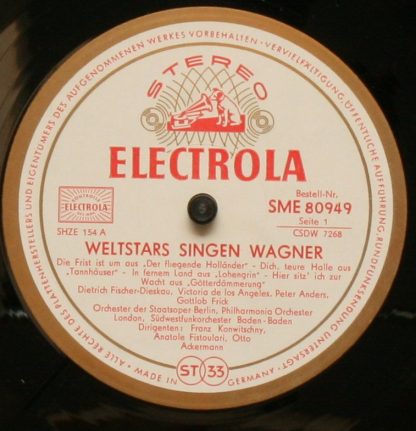 · ALLE RECHTE DES PLATTENHERSTELLERS UND EIGENTÜMERS DES AUFGENOMMENEN WERKES VORBEHALTEN · VERVIELFÄLTIGUNG, ÖFFENTLICHE AUFFÜHRUNG, RUNDFUNKSENDUNG UNTERSAGT ·
STEREO
ELECTROLA
ELECTROLA
Bestell-Nr.
SME 80949
Seite 1
SHZE 154 A
CSDW 7268
WELTSTARS SINGEN WAGNER
Die Frist ist um aus „Der fliegende Holländer" - Dich, teure Halle aus
„Tannhäuser" - In fernem Land aus „Lohengrin" - Hier sitz' ich zur
Wacht aus „Götterdämmerung"
Dietrich Fischer-Dieskau, Victoria de los Angeles, Peter Anders,
Gottlob Frick
Orchester der Staatsoper Berlin, Philharmonia Orchester
London, Südwestfunkorchester Baden-Baden
Dirigenten: Franz Konwitschny,
Anatole Fistoulari, Otto
Ackermann
MADE IN
ST 33
GERMANY